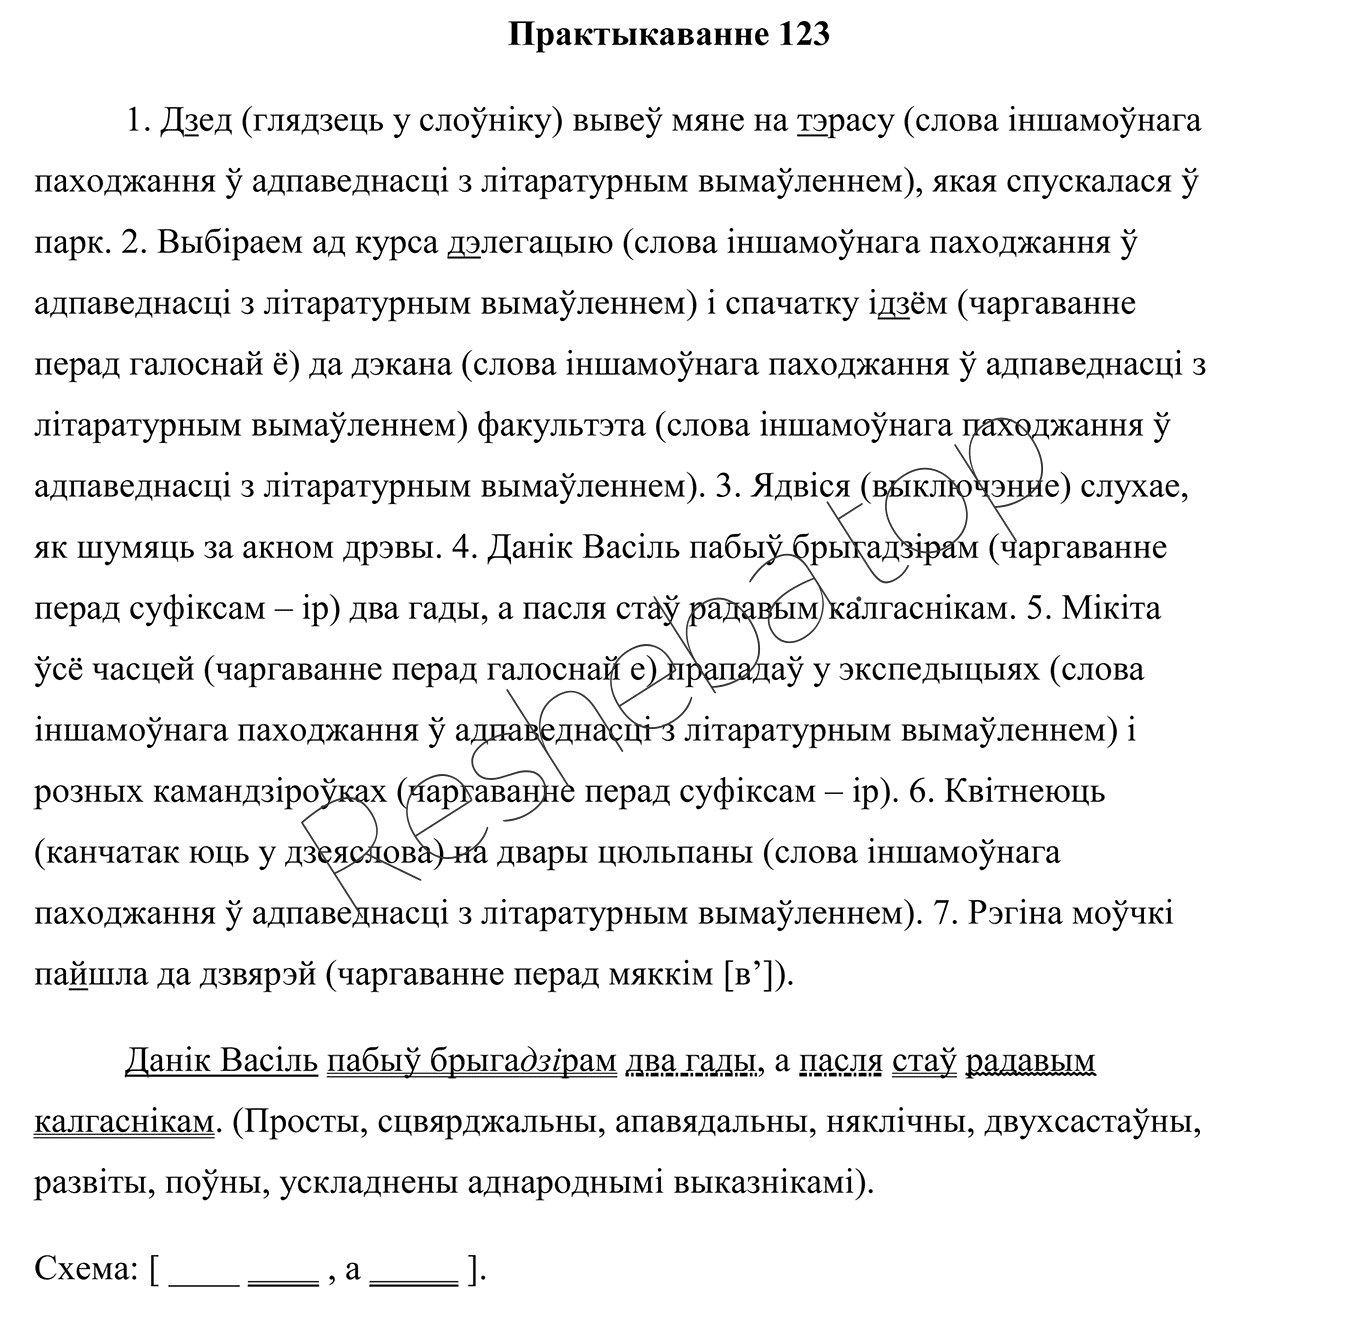 Практыкаванне 123
1. Дзед (глядзець у слоўніку) вывеў мяне на тэрасу (слова іншамоўнага
паходжання ў адпаведнасці з літаратурным вымаўленнем), якая спускалася ў
парк. 2. Выбіраем ад курса дэлегацыю (слова іншамоўнага паходжання ў
адпаведнасці з літаратурным вымаўленнем) і спачатку ідзём (чаргаванне
перад галоснай ё) да дэкана (слова іншамоўнага паходжання ў адпаведнасці з
літаратурным вымаўленнем) факультэта (слова іншамоўнага паходжання ў
адпаведнасці з літаратурным вымаўленнем). 3. Ядвіся (выключэнне) слухае,
як шумяць за акном дрэвы. 4. Данік Васіль пабыў брыгадзірам (чаргаванне
перад суфіксам – ір) два гады, а пасля стаў радавым калгаснікам. 5. Мікіта
ўсё часцей (чаргаванне перад галоснай е) прападаў у экспедыцыях (слова
іншамоўнага паходжання ў адпаведнасці з літаратурным вымаўленнем) і
розных камандзіроўках (чаргаванне перад суфіксам – ір). 6. Квітнеюць
(канчатак юць у дзеяслова) на двары цюльпаны (слова іншамоўнага
паходжання ў адпаведнасці з літаратурным вымаўленнем). 7. Рэгіна моўчкі
пайшла да дзвярэй (чаргаванне перад мяккім [в’]).
Данік Васіль пабыў брыгадзірам два гады, а пасля стаў радавым
калгаснікам. (Просты, сцвярджальны, апавядальны, няклічны, двухсастаўны,
развіты, поўны, ускладнены аднароднымі выказнікамі).
Схема: [ ____ ____ , а _____ ].
Resheba.top